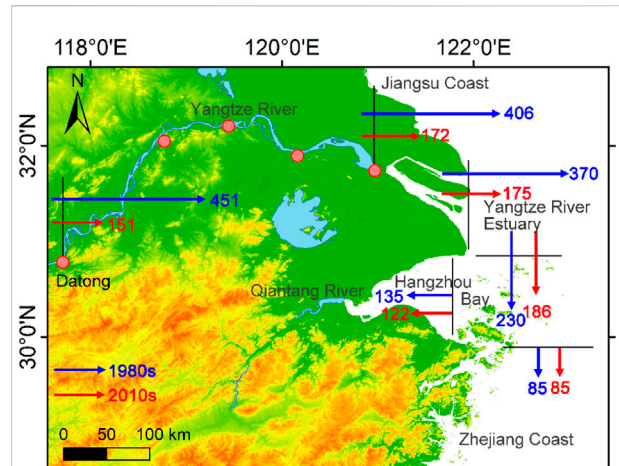 118°0'E 120°0'E 122°0'E
N
Jiangsu Coast
Yangtze River
406
172
32°0'N
370
451
175
151
Yangtze River
Estuary
Datong
Hangzhou
Bay
Qiantang River
135
122
186
230
30°0'N
1980s
2010s
85 85
0 50 100 km
Zhejiang Coast